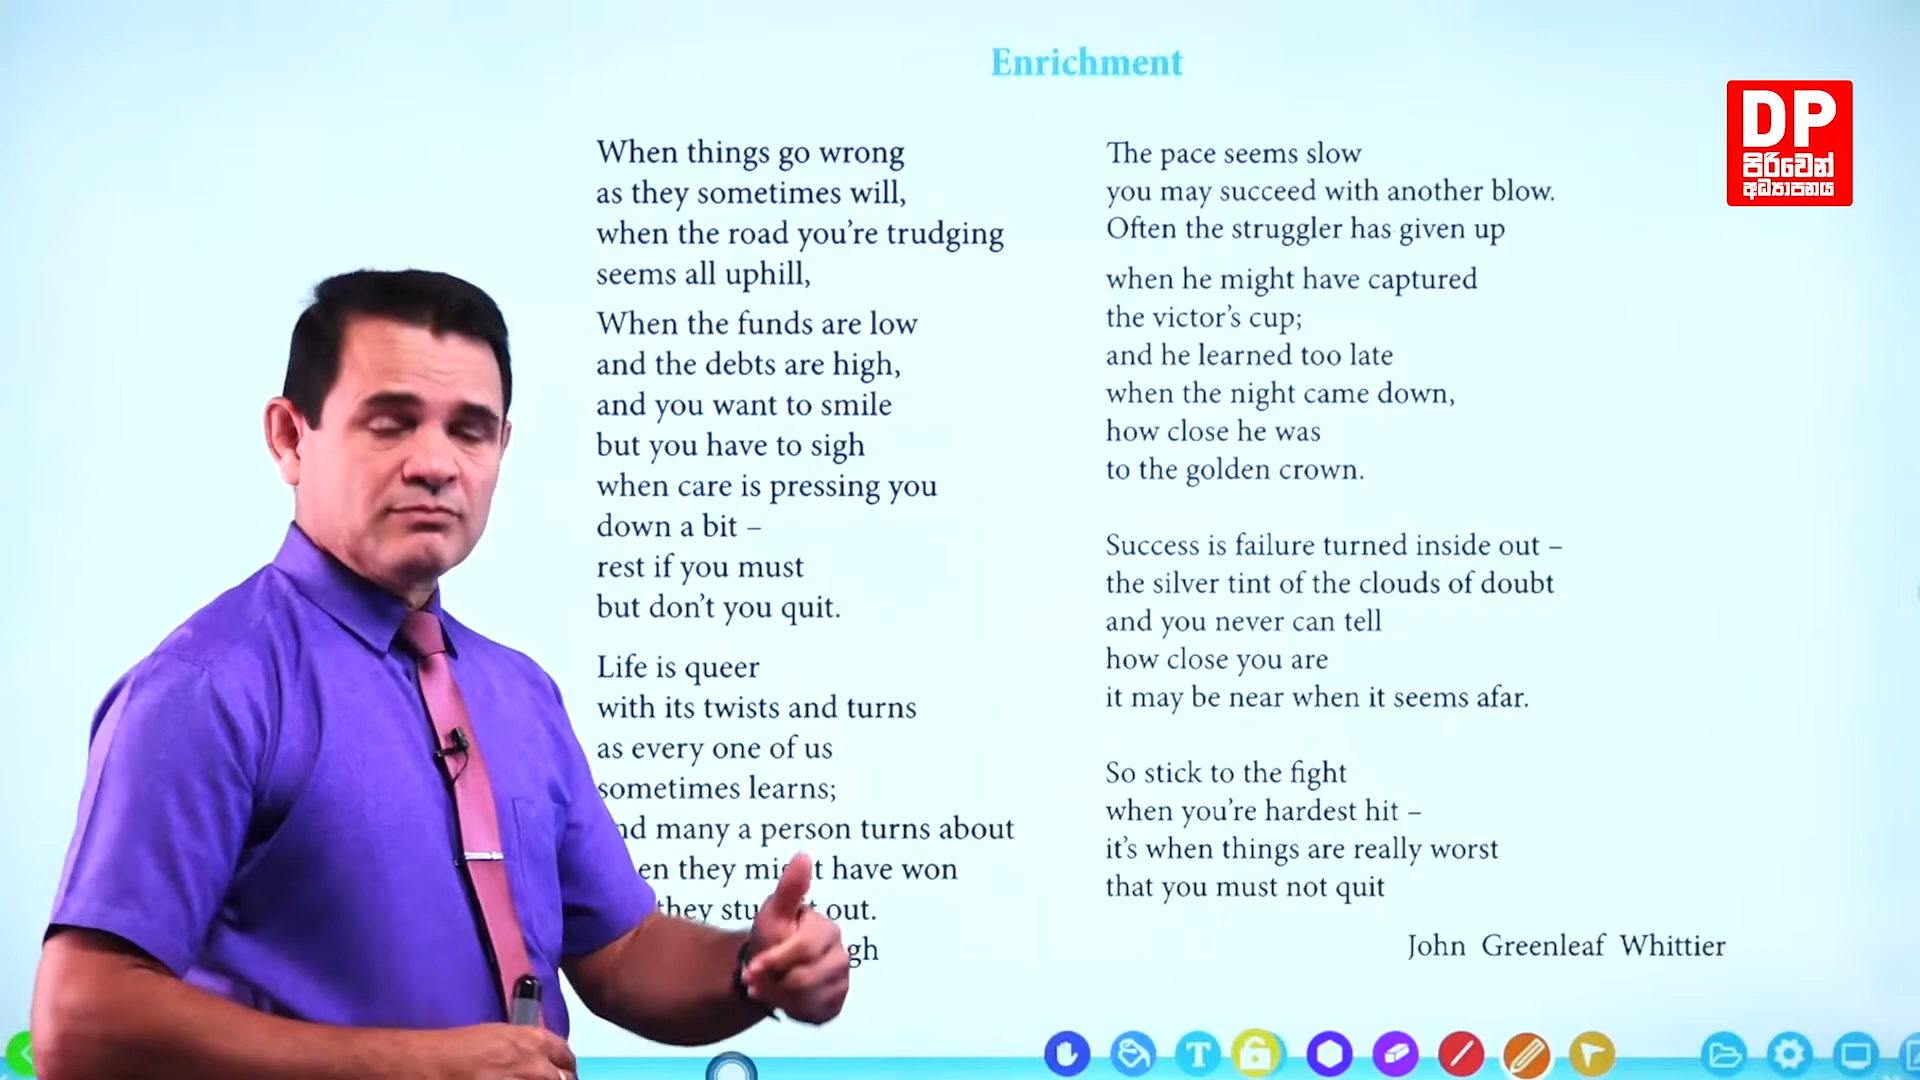 Enrichment
DP
පිරිවෙන්
අධ්‍යාපනය
When things go wrong
as they sometimes will,
when the road you're trudging
seems all uphill,
When the funds are low
and the debts are high,
and you want to smile
but you have to sigh
when care is pressing you
down a bit –
rest if you must
but don't you quit.
Life is queer
with its twists and turns
as every one of us
sometimes learns;
many a person turns about
they have won
they out.
The pace seems slow
you may succeed with another blow.
Often the struggler has given up
when he might have captured
the victor's cup;
and he learned too late
when the night came down,
how close he was
to the golden crown.
Success is failure turned inside out –
the silver tint of the clouds of doubt
and you never can tell
how close you are
it may be near when it seems afar.
So stick to the fight
when you're hardest hit –
it's when things are really worst
that you must not quit
John Greenleaf Whittier
T